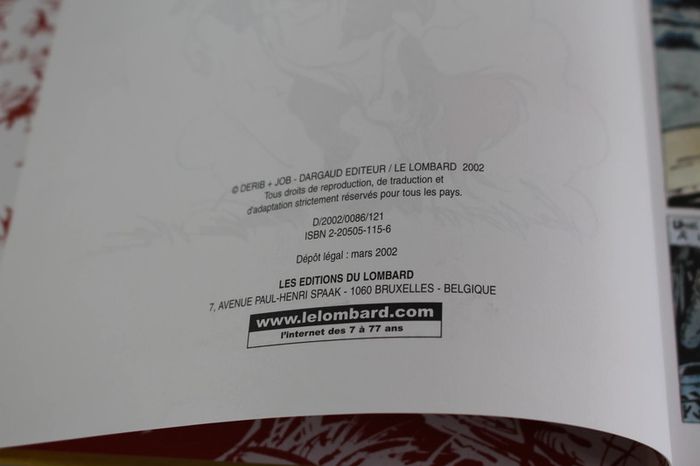 © DERIB + JOB - DARGAUD EDITEUR / LE LOMBARD 2002
Tous droits de reproduction, de traduction et
d'adaptation strictement réservés pour tous les pays.
D/2002/0086/121
ISBN 2-20505-115-6
Dépôt légal : mars 2002
LES EDITIONS DU LOMBARD
7, AVENUE PAUL-HENRI SPAAK - 1060 BRUXELLES - BELGIQUE
www.lelombard.com
l'internet des 7 à 77 ans